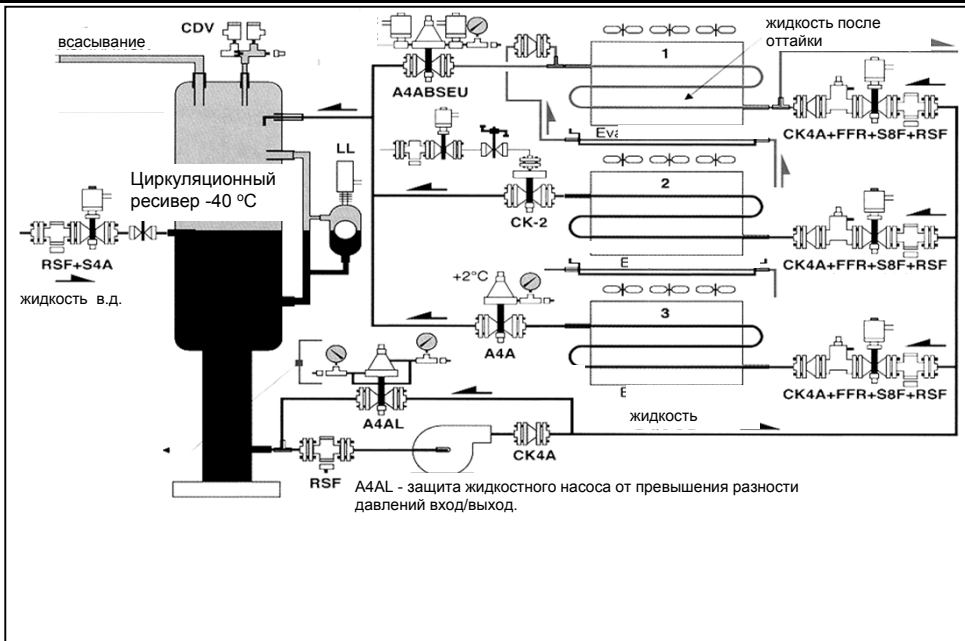 CDV
всасывание
жидкость после
оттайки
1
A4ABSEU
CK4A+FFR+S8F+RSF
LL
Eva
Циркуляционный
ресивер -40 ºC
2
CK-2
CK4A+FFR+S8F+RSF
RSF+S4A
жидкость в.д.
E
+2°C
3
A4A
CK4A+FFR+S8F+RSF
E
A4AL
жидкость
CK4A
RSF
A4AL - защита жидкостного насоса от превышения разности
давлений вход/выход.